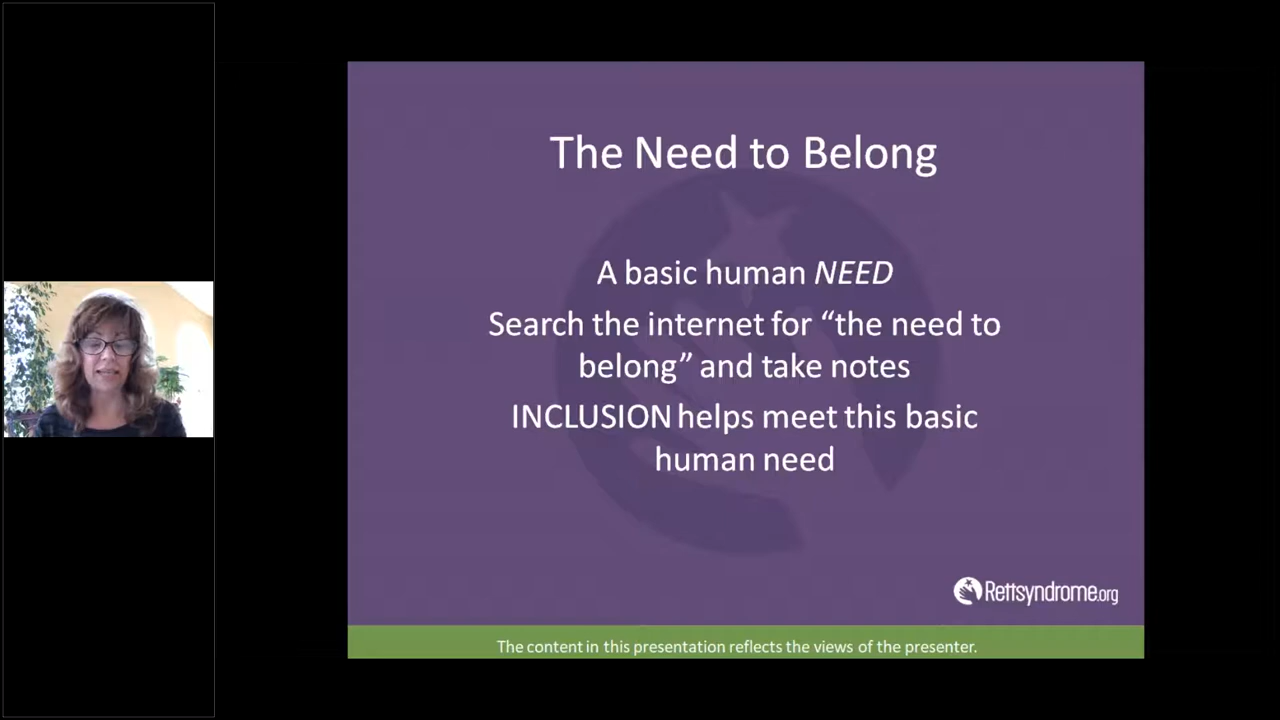 The Need to Belong
A basic human NEED
Search the internet for “the need to
belong” and take notes
INCLUSION helps meet this basic
human need
Rettsyndrome.org
The content in this presentation reflects the views of the presenter.